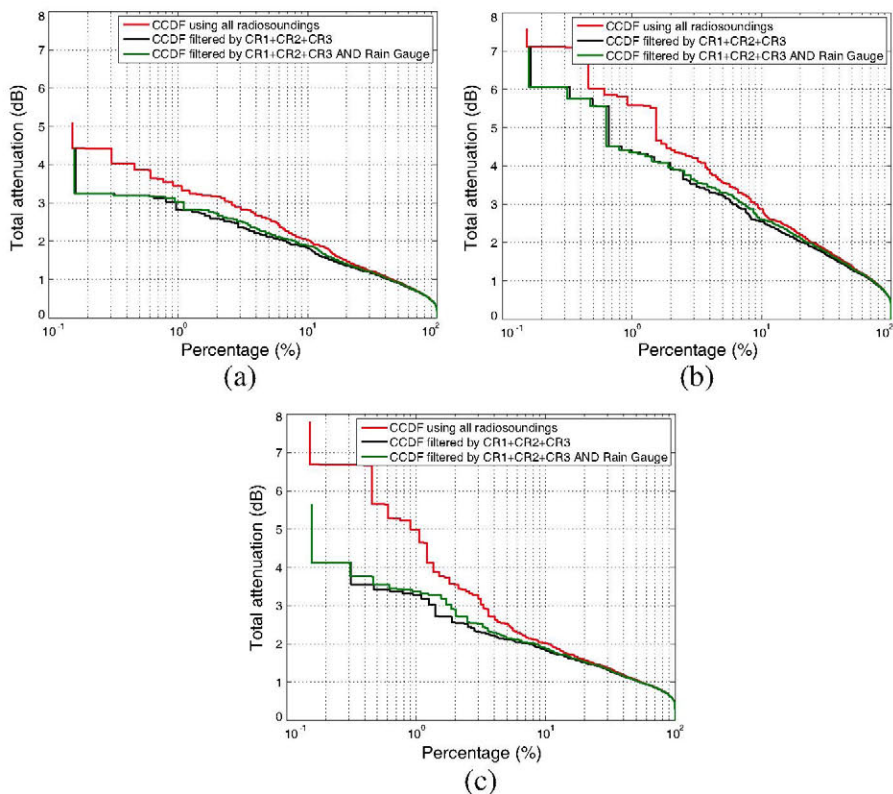 CCDF using all radiosoundings
CCDF filtered by CR1+CR2+CR3
CCDF filtered by CR1+CR2+CR3 AND Rain Gauge
Total attenuation (dB)
8
7
6
5
4
3
2
1
0
10^-1
10^0
10^1
10^2
Percentage (%)
(a)
CCDF using all radiosoundings
CCDF filtered by CR1+CR2+CR3
CCDF filtered by CR1+CR2+CR3 AND Rain Gauge
Total attenuation (dB)
8
7
6
5
4
3
2
1
0
10^-1
10^0
10^1
10^2
Percentage (%)
(b)
CCDF using all radiosoundings
CCDF filtered by CR1+CR2+CR3
CCDF filtered by CR1+CR2+CR3 AND Rain Gauge
Total attenuation (dB)
8
7
6
5
4
3
2
1
0
10^-1
10^0
10^1
10^2
Percentage (%)
(c)